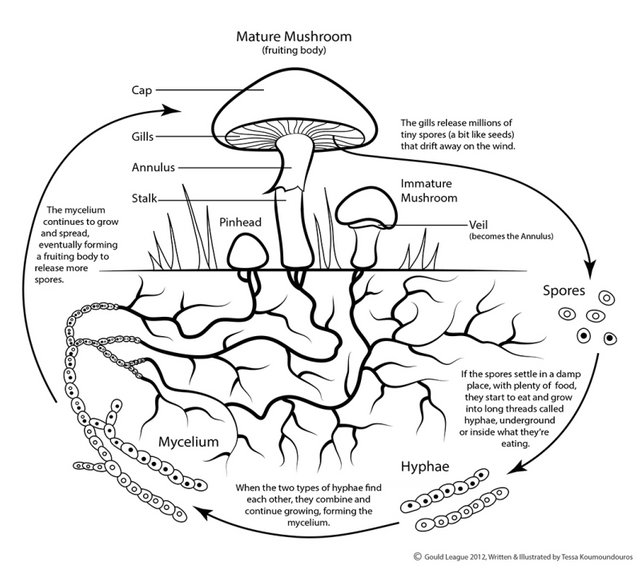 Mature Mushroom
(fruiting body)
Cap
Gills
Annulus
Stalk
The gills release millions of
tiny spores (a bit like seeds)
that drift away on the wind.
Immature
Mushroom
Pinhead
Veil
(becomes the Annulus)
The mycelium
continues to grow
and spread,
eventually forming
a fruiting body to
release more
spores.
Spores
If the spores settle in a damp
place, with plenty of food,
they start to eat and grow
into long threads called
hyphae, underground
or inside what they're
eating.
Mycelium
Hyphae
When the two types of hyphae find
each other, they combine and
continue growing, forming the
mycelium.
© Gould League 2012, Written & Illustrated by Tessa Koumoundouros